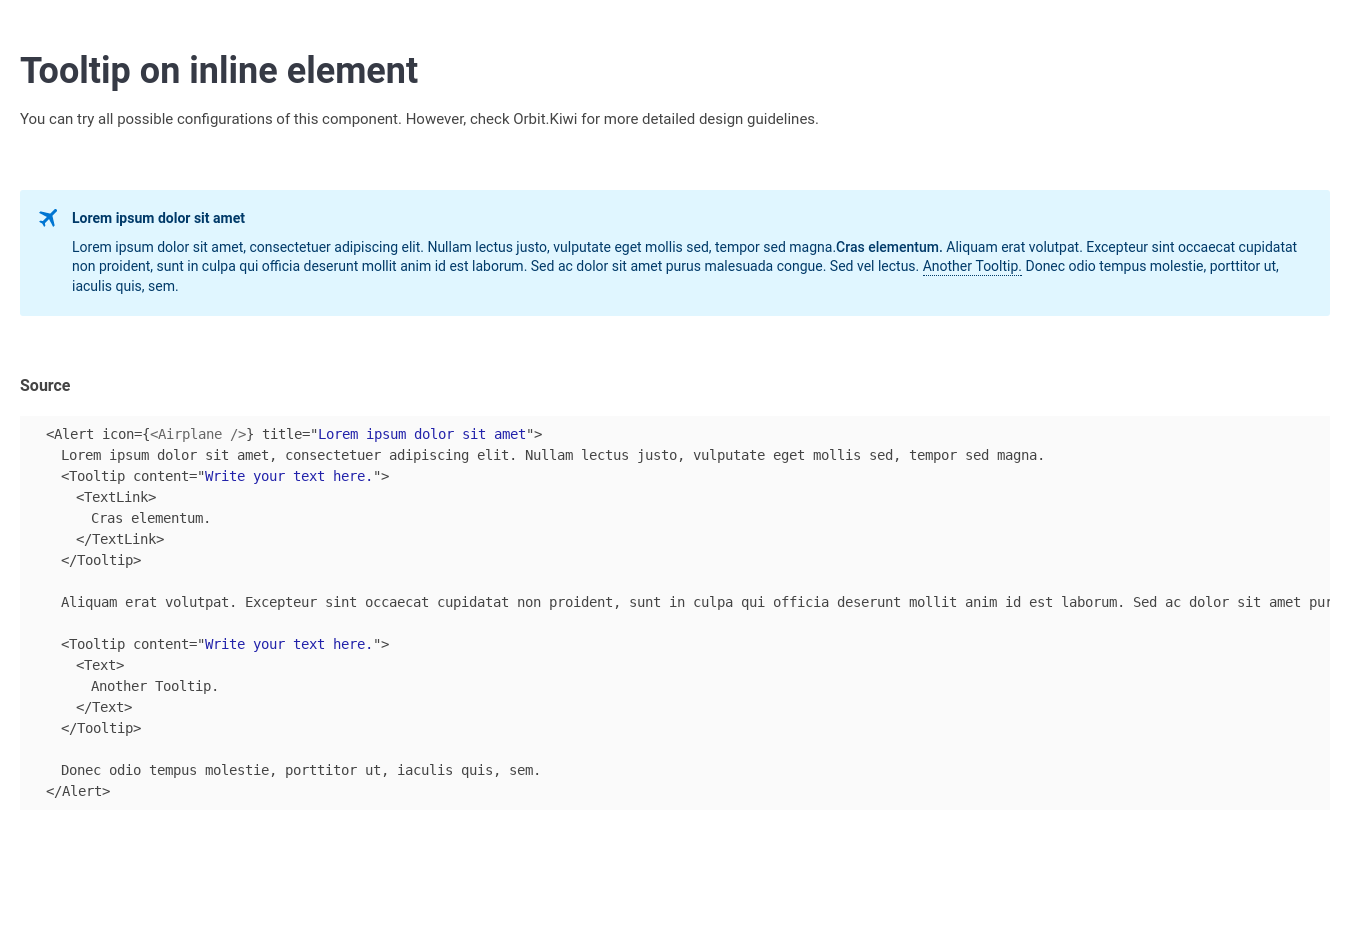 Tooltip on inline element
You can try all possible configurations of this component. However, check Orbit.Kiwi for more detailed design guidelines.
Lorem ipsum dolor sit amet
Lorem ipsum dolor sit amet, consectetuer adipiscing elit. Nullam lectus justo, vulputate eget mollis sed, tempor sed magna.Cras elementum. Aliquam erat volutpat. Excepteur sint occaecat cupidatat
non proident, sunt in culpa qui officia deserunt mollit anim id est laborum. Sed ac dolor sit amet purus malesuada congue. Sed vel lectus. Another Tooltip. Donec odio tempus molestie, porttitor ut,
iaculis quis, sem.
Source
<Alert icon={<Airplane />} title="Lorem ipsum dolor sit amet">
Lorem ipsum dolor sit amet, consectetuer adipiscing elit. Nullam lectus justo, vulputate eget mollis sed, tempor sed magna.
<Tooltip content="Write your text here.">
<TextLink>
Cras elementum.
</TextLink>
</Tooltip>
Aliquam erat volutpat. Excepteur sint occaecat cupidatat non proident, sunt in culpa qui officia deserunt mollit anim id est laborum. Sed ac dolor sit amet pur
<Tooltip content="Write your text here.">
<Text>
Another Tooltip.
</Text>
</Tooltip>
Donec odio tempus molestie, porttitor ut, iaculis quis, sem.
</Alert>